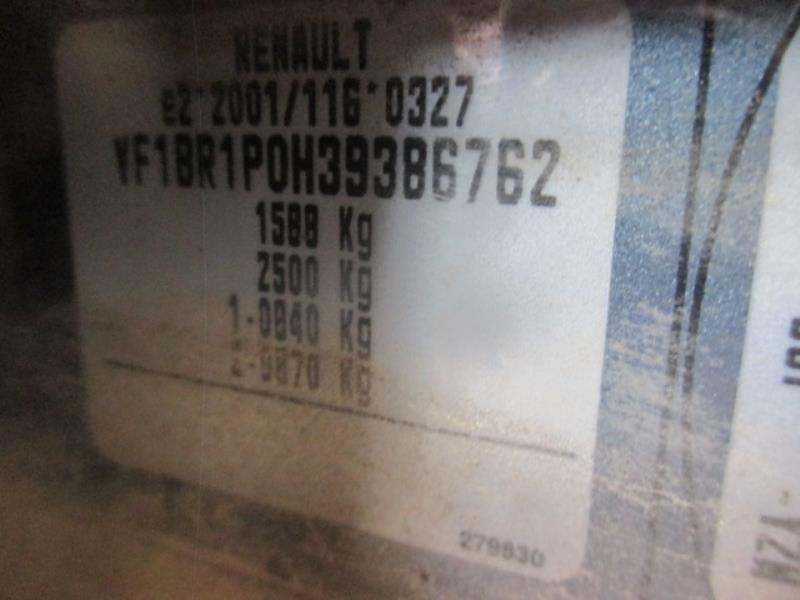 RENAULT
e2*2001/116*0327
VF1BR1P0H39386762
1588 Kg
2500 Kg
1-0840 Kg
2-0870 Kg
279830